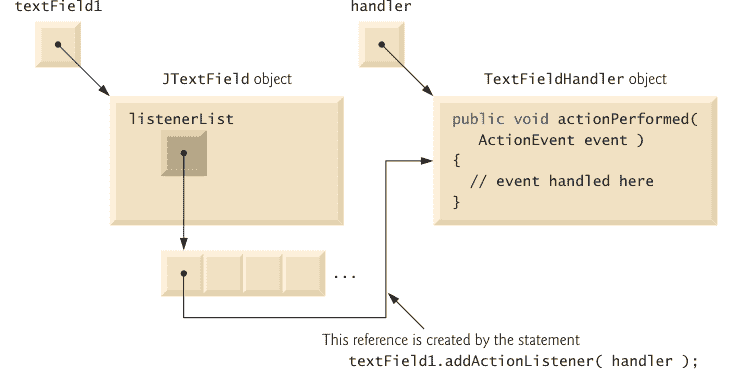 textField1
handler
JTextField object
TextFieldHandler object
listenerList
public void actionPerformed(
ActionEvent event )
{
// event handled here
}
...
This reference is created by the statement
textField1.addActionListener( handler );